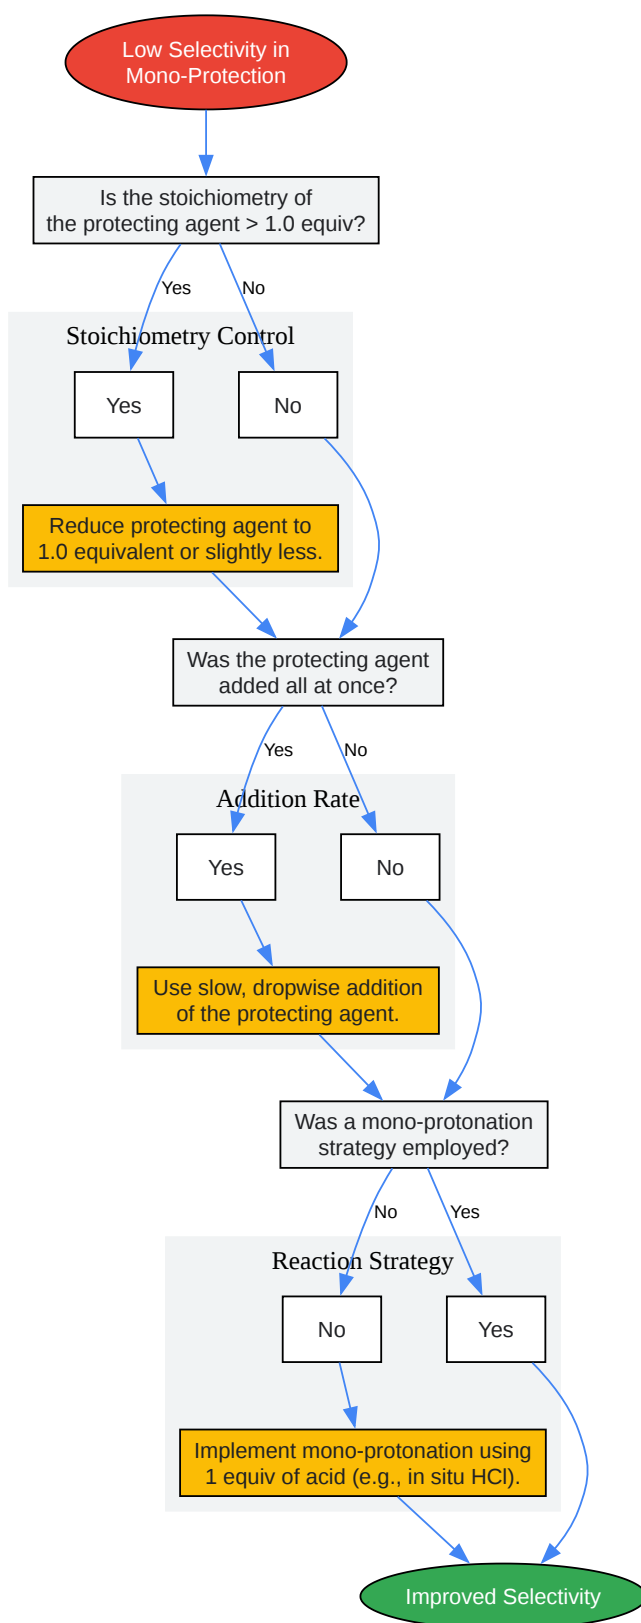 Low Selectivity in
Mono-Protection
Is the stoichiometry of
the protecting agent > 1.0 equiv?
Yes
No
Stoichiometry Control
Yes
No
Reduce protecting agent to
1.0 equivalent or slightly less.
Was the protecting agent
added all at once?
Yes
No
Addition Rate
Yes
No
Use slow, dropwise addition
of the protecting agent.
Was a mono-protonation
strategy employed?
No
Yes
Reaction Strategy
No
Yes
Implement mono-protonation using
1 equiv of acid (e.g., in situ HCl).
Improved Selectivity